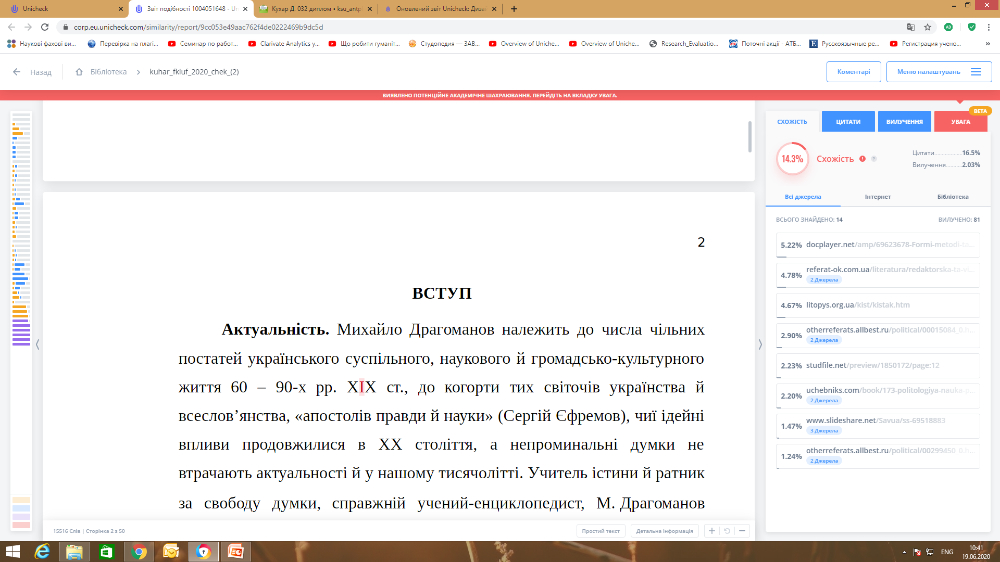 Unicheck
Звіт подібності 1004051648 - Un
Кухар Д. 032 диплом • ksu_antp
Оновлений звіт Unicheck: Дизай
corp.eu.unicheck.com/similarity/report/9cc053e49aac762f4de0222469b9dc5d
Наукові фахові ви... Перевірка на плагі... Семинар по работ... Clarivate Analytics y... Що робити гуманіт... Студопедия — ЗАВ... Overview of Uniche... Overview of Uniche... Research_Evaluatio... Поточні акції - АТБ... Русскоязычные ре... Регистрация учено... »
Назад Бібліотека kuhar_fkiuf_2020_chek_(2) Коментарі Меню налаштувань
ВИЯВЛЕНО ПОТЕНЦІЙНЕ АКАДЕМІЧНЕ ШАХРАЮВАННЯ. ПЕРЕЙДІТЬ НА ВКЛАДКУ УВАГА.
2
ВСТУП
Актуальність. Михайло Драгоманов належить до числа чільних
постатей українського суспільного, наукового й громадсько-культурного
життя 60 – 90-х рр. ХІХ ст., до когорти тих світочів українства й
всеслов’янства, «апостолів правди й науки» (Сергій Єфремов), чиї ідейні
впливи продовжилися в ХХ столітті, а непроминальні думки не
втрачають актуальності й у нашому тисячолітті. Учитель істини й ратник
за свободу думки, справжній учений-енциклопедист, М. Драгоманов
15516 Слів | Сторінка 2 з 50
Простий текст Детальна інформація
BETA
СХОЖІСТЬ ЦИТАТИ ВИЛУЧЕННЯ УВАГА
14.3% Схожість ! ?
Цитати..................16.5%
Вилучення..........2.03%
Всі джерела Інтернет Бібліотека
ВСЬОГО ЗНАЙДЕНО: 14 ВИЛУЧЕНО: 81
5.22% docplayer.net/amp/69623678-Formi-metodi-ta...
4.78% referat-ok.com.ua/literatura/redaktorska-ta-vi...
2 Джерела
4.67% litopys.org.ua/kist/kistak.htm
2.90% otherreferats.allbest.ru/political/00015084_0.h...
2 Джерела
2.23% studfile.net/preview/1850172/page:12
2.20% uchebniks.com/book/173-politologiya-nauka-p...
2 Джерела
1.47% www.slideshare.net/Savua/ss-69518883
3 Джерела
1.24% otherreferats.allbest.ru/political/00299450_0.h...
2 Джерела
ENG
10:41
19.06.2020